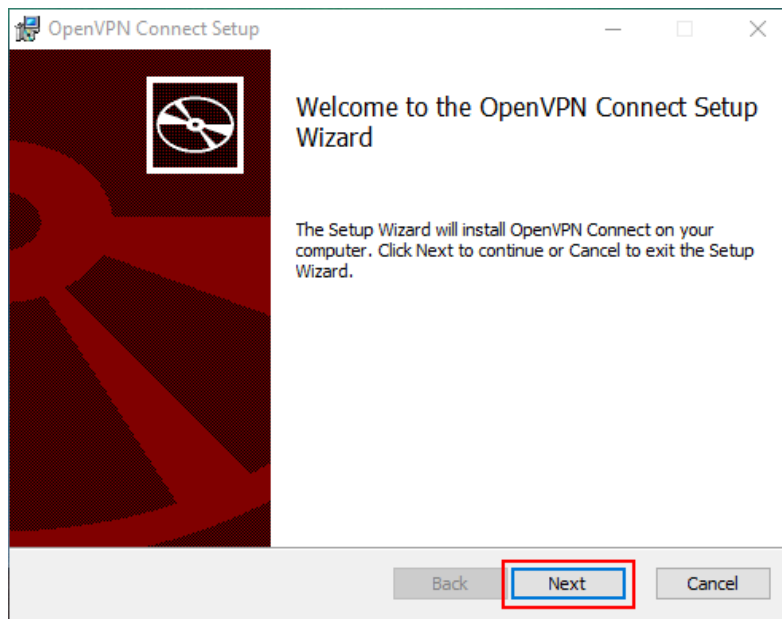 OpenVPN Connect Setup
Welcome to the OpenVPN Connect Setup
Wizard
The Setup Wizard will install OpenVPN Connect on your
computer. Click Next to continue or Cancel to exit the Setup
Wizard.
Back Next Cancel